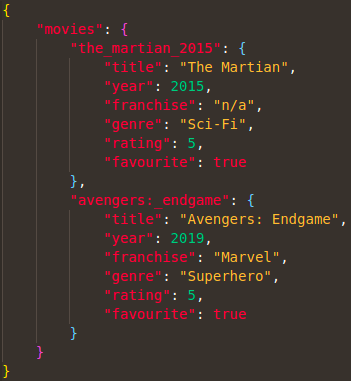 {
    "movies": {
        "the_martian_2015": {
            "title": "The Martian",
            "year": 2015,
            "franchise": "n/a",
            "genre": "Sci-Fi",
            "rating": 5,
            "favourite": true
        },
        "avengers:_endgame": {
            "title": "Avengers: Endgame",
            "year": 2019,
            "franchise": "Marvel",
            "genre": "Superhero",
            "rating": 5,
            "favourite": true
        }
    }
}